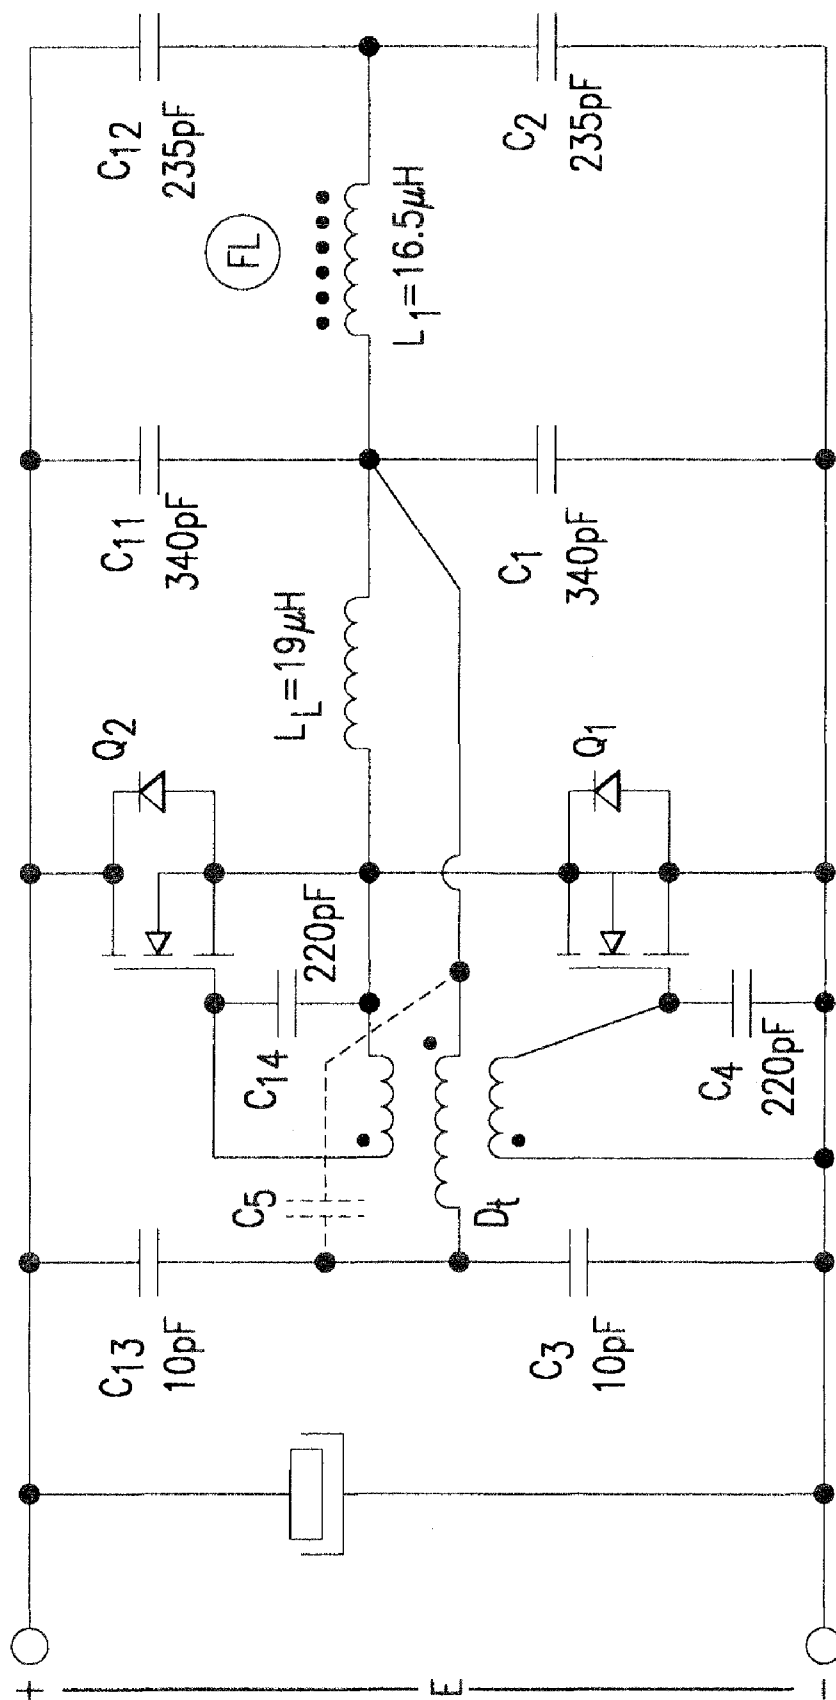 +
E
−
C13
10pF
C5
Dt
C3
10pF
C14
220pF
C4
220pF
Q2
LL=19μH
Q1
C11
340pF
C1
340pF
FL
L1=16.5μH
C12
235pF
C2
235pF